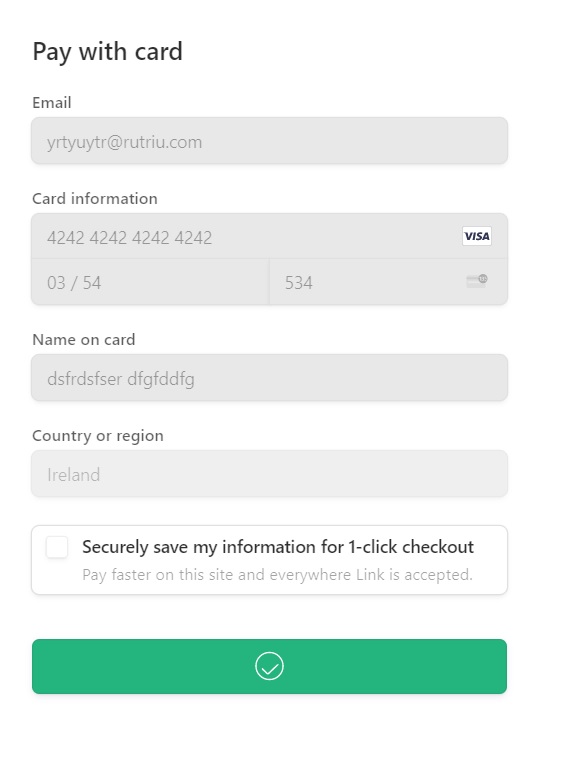 Pay with card
Email
yrtyuytr@rutriu.com
Card information
4242 4242 4242 4242 VISA
03 / 54 534
Name on card
dsfrdsfser dfgfddfg
Country or region
Ireland
Securely save my information for 1-click checkout
Pay faster on this site and everywhere Link is accepted.